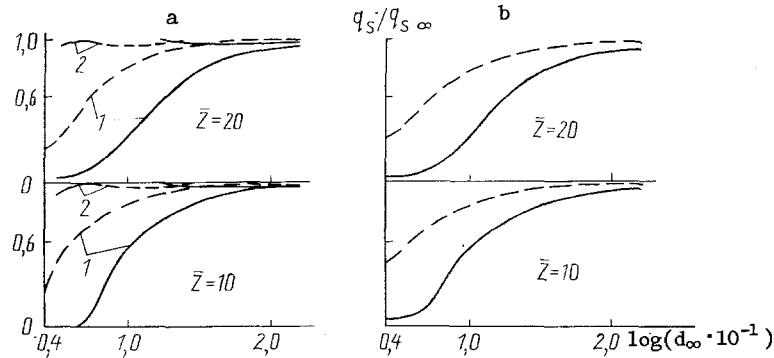 a
q_S/q_S ∞
b
1,0
2
0,6
1
Z̄=20
Z̄=20
0
2
0,6
1
Z̄=10
Z̄=10
0
0,4
1,0
2,0
0,4
1,0
2,0
log(d∞·10⁻¹)